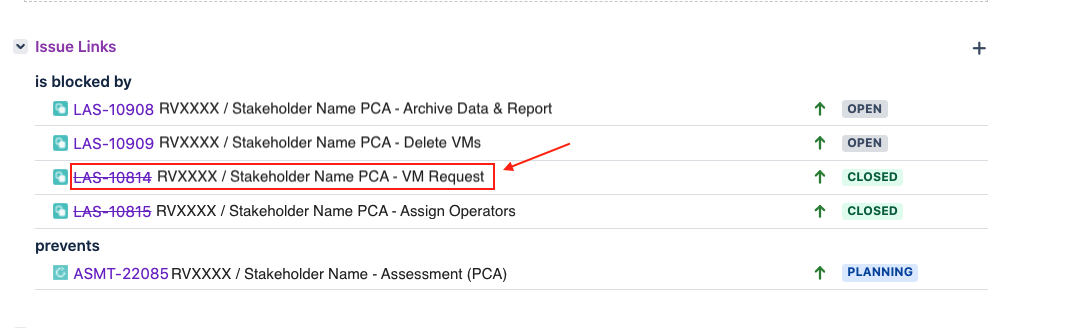 Issue Links
is blocked by
LAS-10908 RVXXXX / Stakeholder Name PCA - Archive Data & Report OPEN
LAS-10909 RVXXXX / Stakeholder Name PCA - Delete VMs OPEN
LAS-10814 RVXXXX / Stakeholder Name PCA - VM Request CLOSED
LAS-10815 RVXXXX / Stakeholder Name PCA - Assign Operators CLOSED
prevents
ASMT-22085 RVXXXX / Stakeholder Name - Assessment (PCA) PLANNING